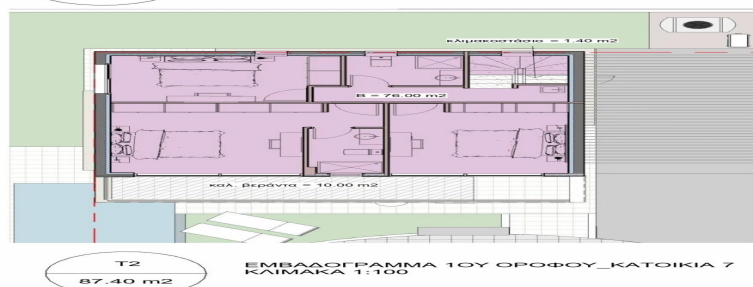 κλιμακοστάσιο = 1.40 m2
B = 76.00 m2
καλ. βεράντα = 10.00 m2
T2
87.40 m2
ΕΜΒΑΔΟΓΡΑΜΜΑ 1ΟΥ ΟΡΟΦΟΥ_ΚΑΤΟΙΚΙΑ 7
ΚΛΙΜΑΚΑ 1:100